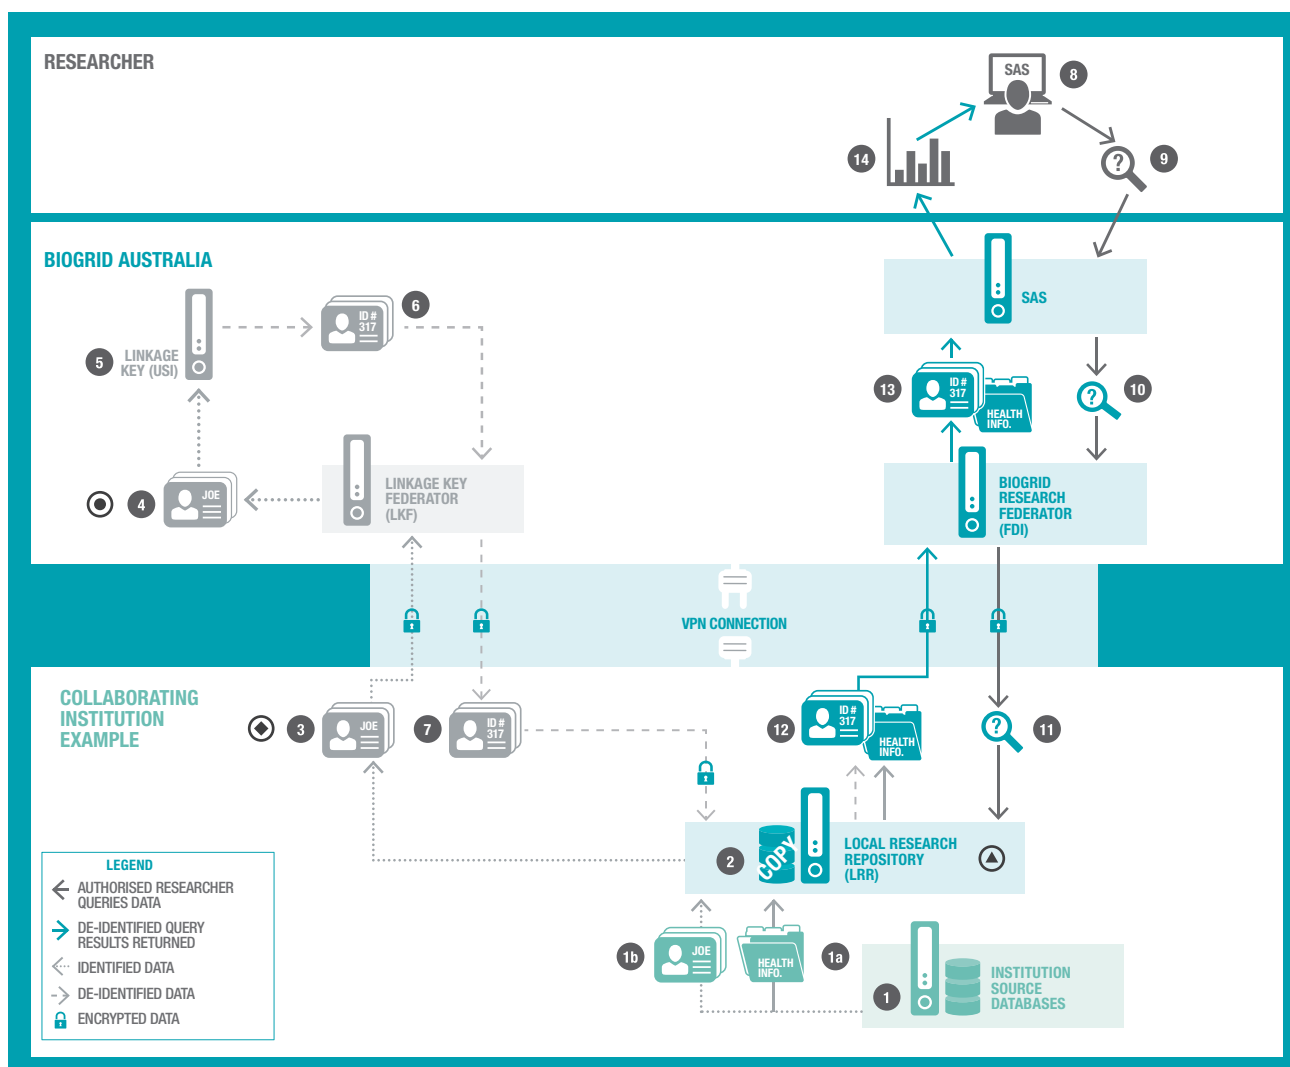 RESEARCHER
SAS
8
14
?
9
BIOGRID AUSTRALIA
SAS
6
ID #
317
5
LINKAGE
KEY (USI)
13
ID #
317
HEALTH
INFO.
?
10
4
JOE
LINKAGE KEY
FEDERATOR
(LKF)
BIOGRID
RESEARCH
FEDERATOR
(FDI)
VPN CONNECTION
COLLABORATING
INSTITUTION
EXAMPLE
3
JOE
7
ID #
317
12
ID #
317
HEALTH
INFO.
?
11
2
COPY
LOCAL RESEARCH
REPOSITORY
(LRR)
1b
JOE
HEALTH
INFO.
1a
1
INSTITUTION
SOURCE
DATABASES
LEGEND
AUTHORISED RESEARCHER
QUERIES DATA
DE-IDENTIFIED QUERY
RESULTS RETURNED
IDENTIFIED DATA
DE-IDENTIFIED DATA
ENCRYPTED DATA